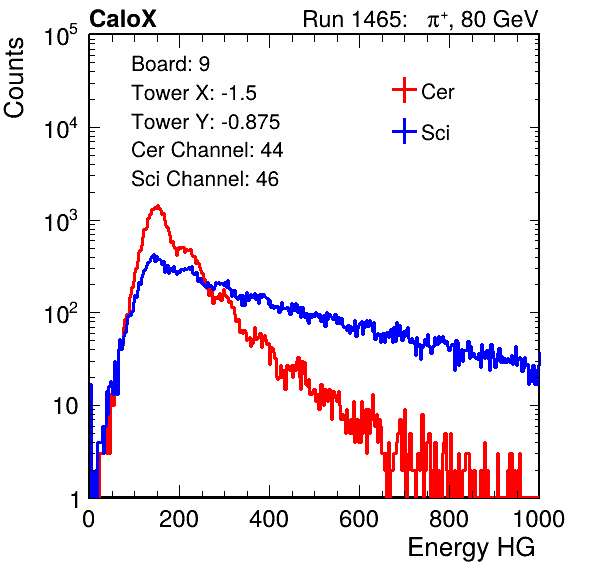 CaloX Run 1465: π⁺, 80 GeV
Counts
10⁵
10⁴
10³
10²
10
1
Board: 9
Tower X: -1.5
Tower Y: -0.875
Cer Channel: 44
Sci Channel: 46
Cer
Sci
0 200 400 600 800 1000
Energy HG